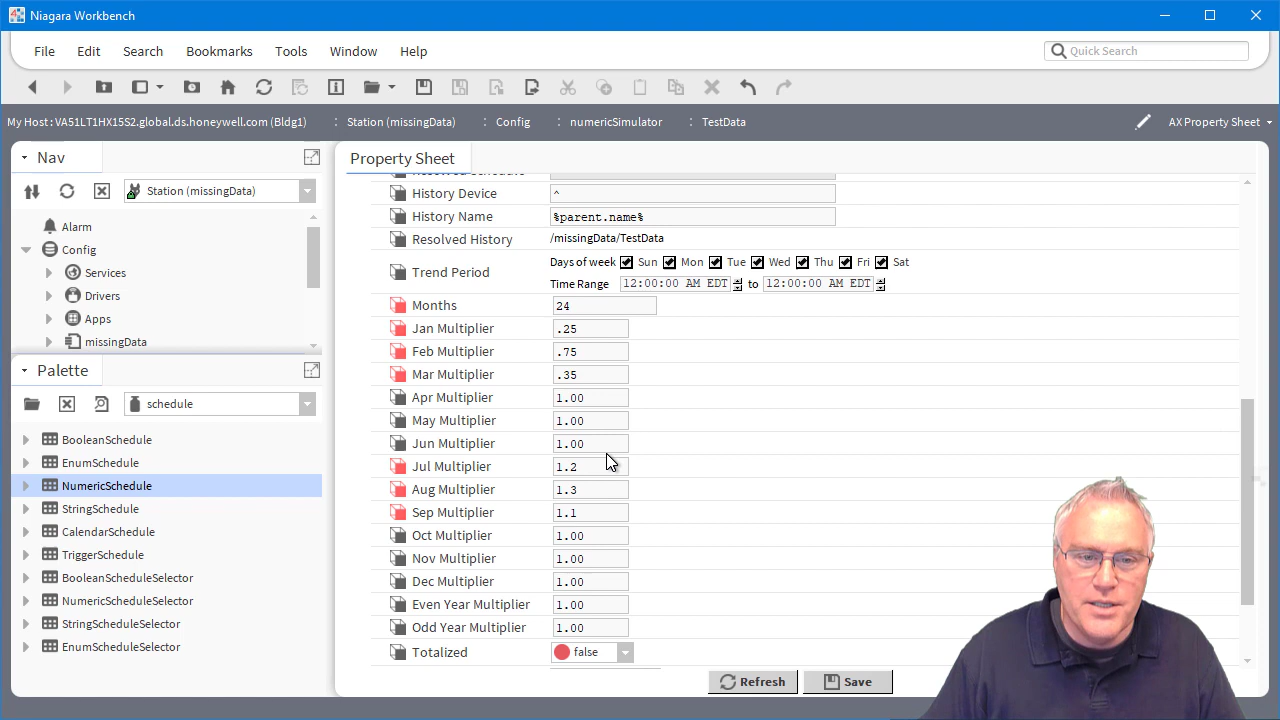 Niagara Workbench
File Edit Search Bookmarks Tools Window Help
Quick Search
My Host : VA51LT1HX15S2.global.ds.honeywell.com (Bldg1) : Station (missingData) : Config : numericSimulator : TestData
AX Property Sheet
Nav
Station (missingData)
Alarm
Config
Services
Drivers
Apps
missingData
Palette
schedule
BooleanSchedule
EnumSchedule
NumericSchedule
StringSchedule
CalendarSchedule
TriggerSchedule
BooleanScheduleSelector
NumericScheduleSelector
StringScheduleSelector
EnumScheduleSelector
Property Sheet
History Device ^
History Name %parent.name%
Resolved History /missingData/TestData
Trend Period Days of week Sun Mon Tue Wed Thu Fri Sat
Time Range 12:00:00 AM EDT to 12:00:00 AM EDT
Months 24
Jan Multiplier .25
Feb Multiplier .75
Mar Multiplier .35
Apr Multiplier 1.00
May Multiplier 1.00
Jun Multiplier 1.00
Jul Multiplier 1.2
Aug Multiplier 1.3
Sep Multiplier 1.1
Oct Multiplier 1.00
Nov Multiplier 1.00
Dec Multiplier 1.00
Even Year Multiplier 1.00
Odd Year Multiplier 1.00
Totalized false
Refresh Save